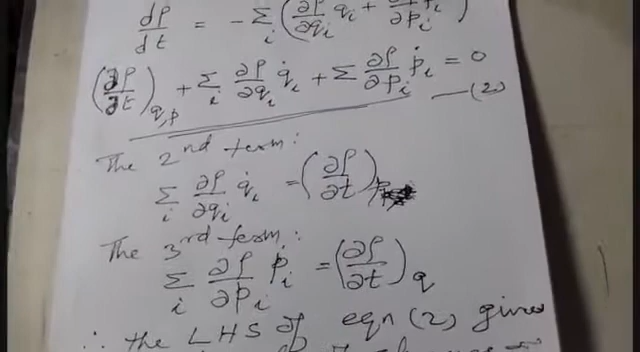 dρ/dt = - Σ_i (∂ρ/∂q_i q̇_i + ∂ρ/∂p_i ṗ_i)
(∂ρ/∂t)_{q,p} + Σ_i ∂ρ/∂q_i q̇_i + Σ ∂ρ/∂p_i ṗ_i = 0 —(2)
The 2nd term:
Σ_i ∂ρ/∂q_i q̇_i = (∂ρ/∂t)_p
The 3rd term:
Σ_i ∂ρ/∂p_i ṗ_i = (∂ρ/∂t)_q
∴ the LHS of eqn (2) gives